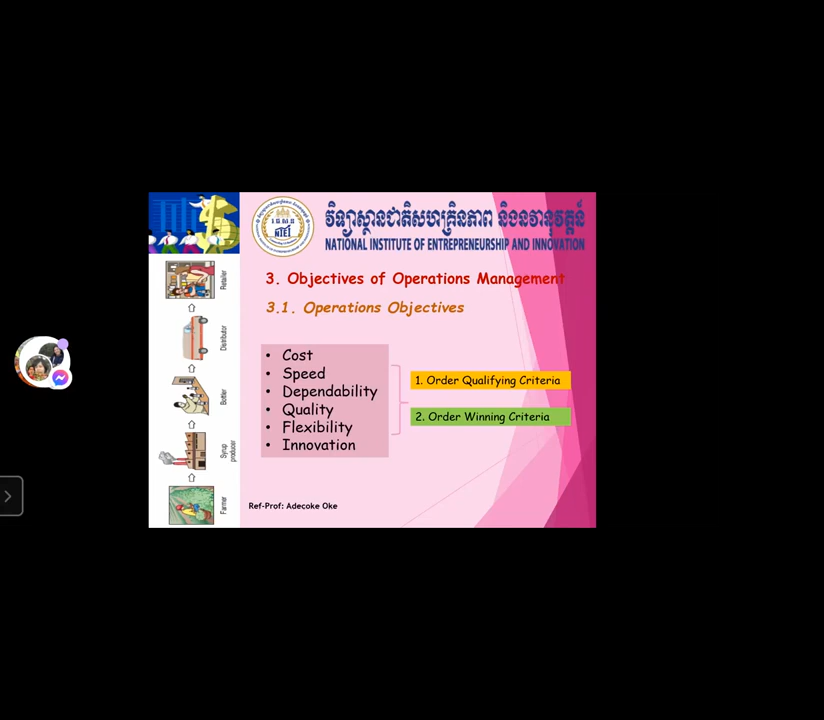 វិទ្យាស្ថានជាតិសហគ្រិនភាព និងនវានុវត្តន៍
NATIONAL INSTITUTE OF ENTREPRENEURSHIP AND INNOVATION
NIEI
3. Objectives of Operations Management
3.1. Operations Objectives
• Cost
• Speed
• Dependability
• Quality
• Flexibility
• Innovation
1. Order Qualifying Criteria
2. Order Winning Criteria
Ref-Prof: Adecoke Oke
Retailer
Distributor
Bottler
Syrup
producer
Farmer